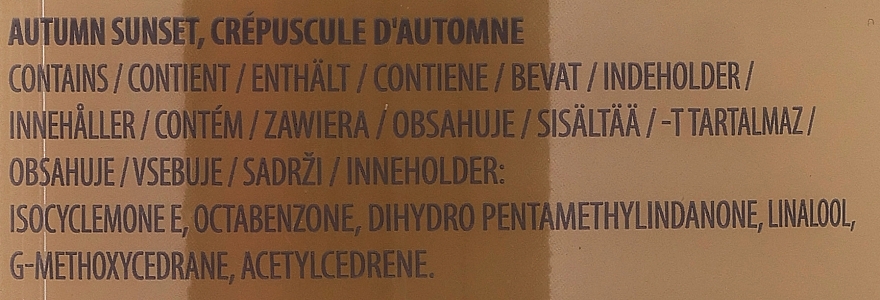 AUTUMN SUNSET, CRÉPUSCULE D'AUTOMNE
CONTAINS / CONTIENT / ENTHÄLT / CONTIENE / BEVAT / INDEHOLDER /
INNEHÅLLER / CONTÉM / ZAWIERA / OBSAHUJE / SISÄLTÄÄ / -T TARTALMAZ /
OBSAHUJE / VSEBUJE / SADRŽI / INNEHOLDER:
ISOCYCLEMONE E, OCTABENZONE, DIHYDRO PENTAMETHYLINDANONE, LINALOOL,
G-METHOXYCEDRANE, ACETYLCEDRENE.